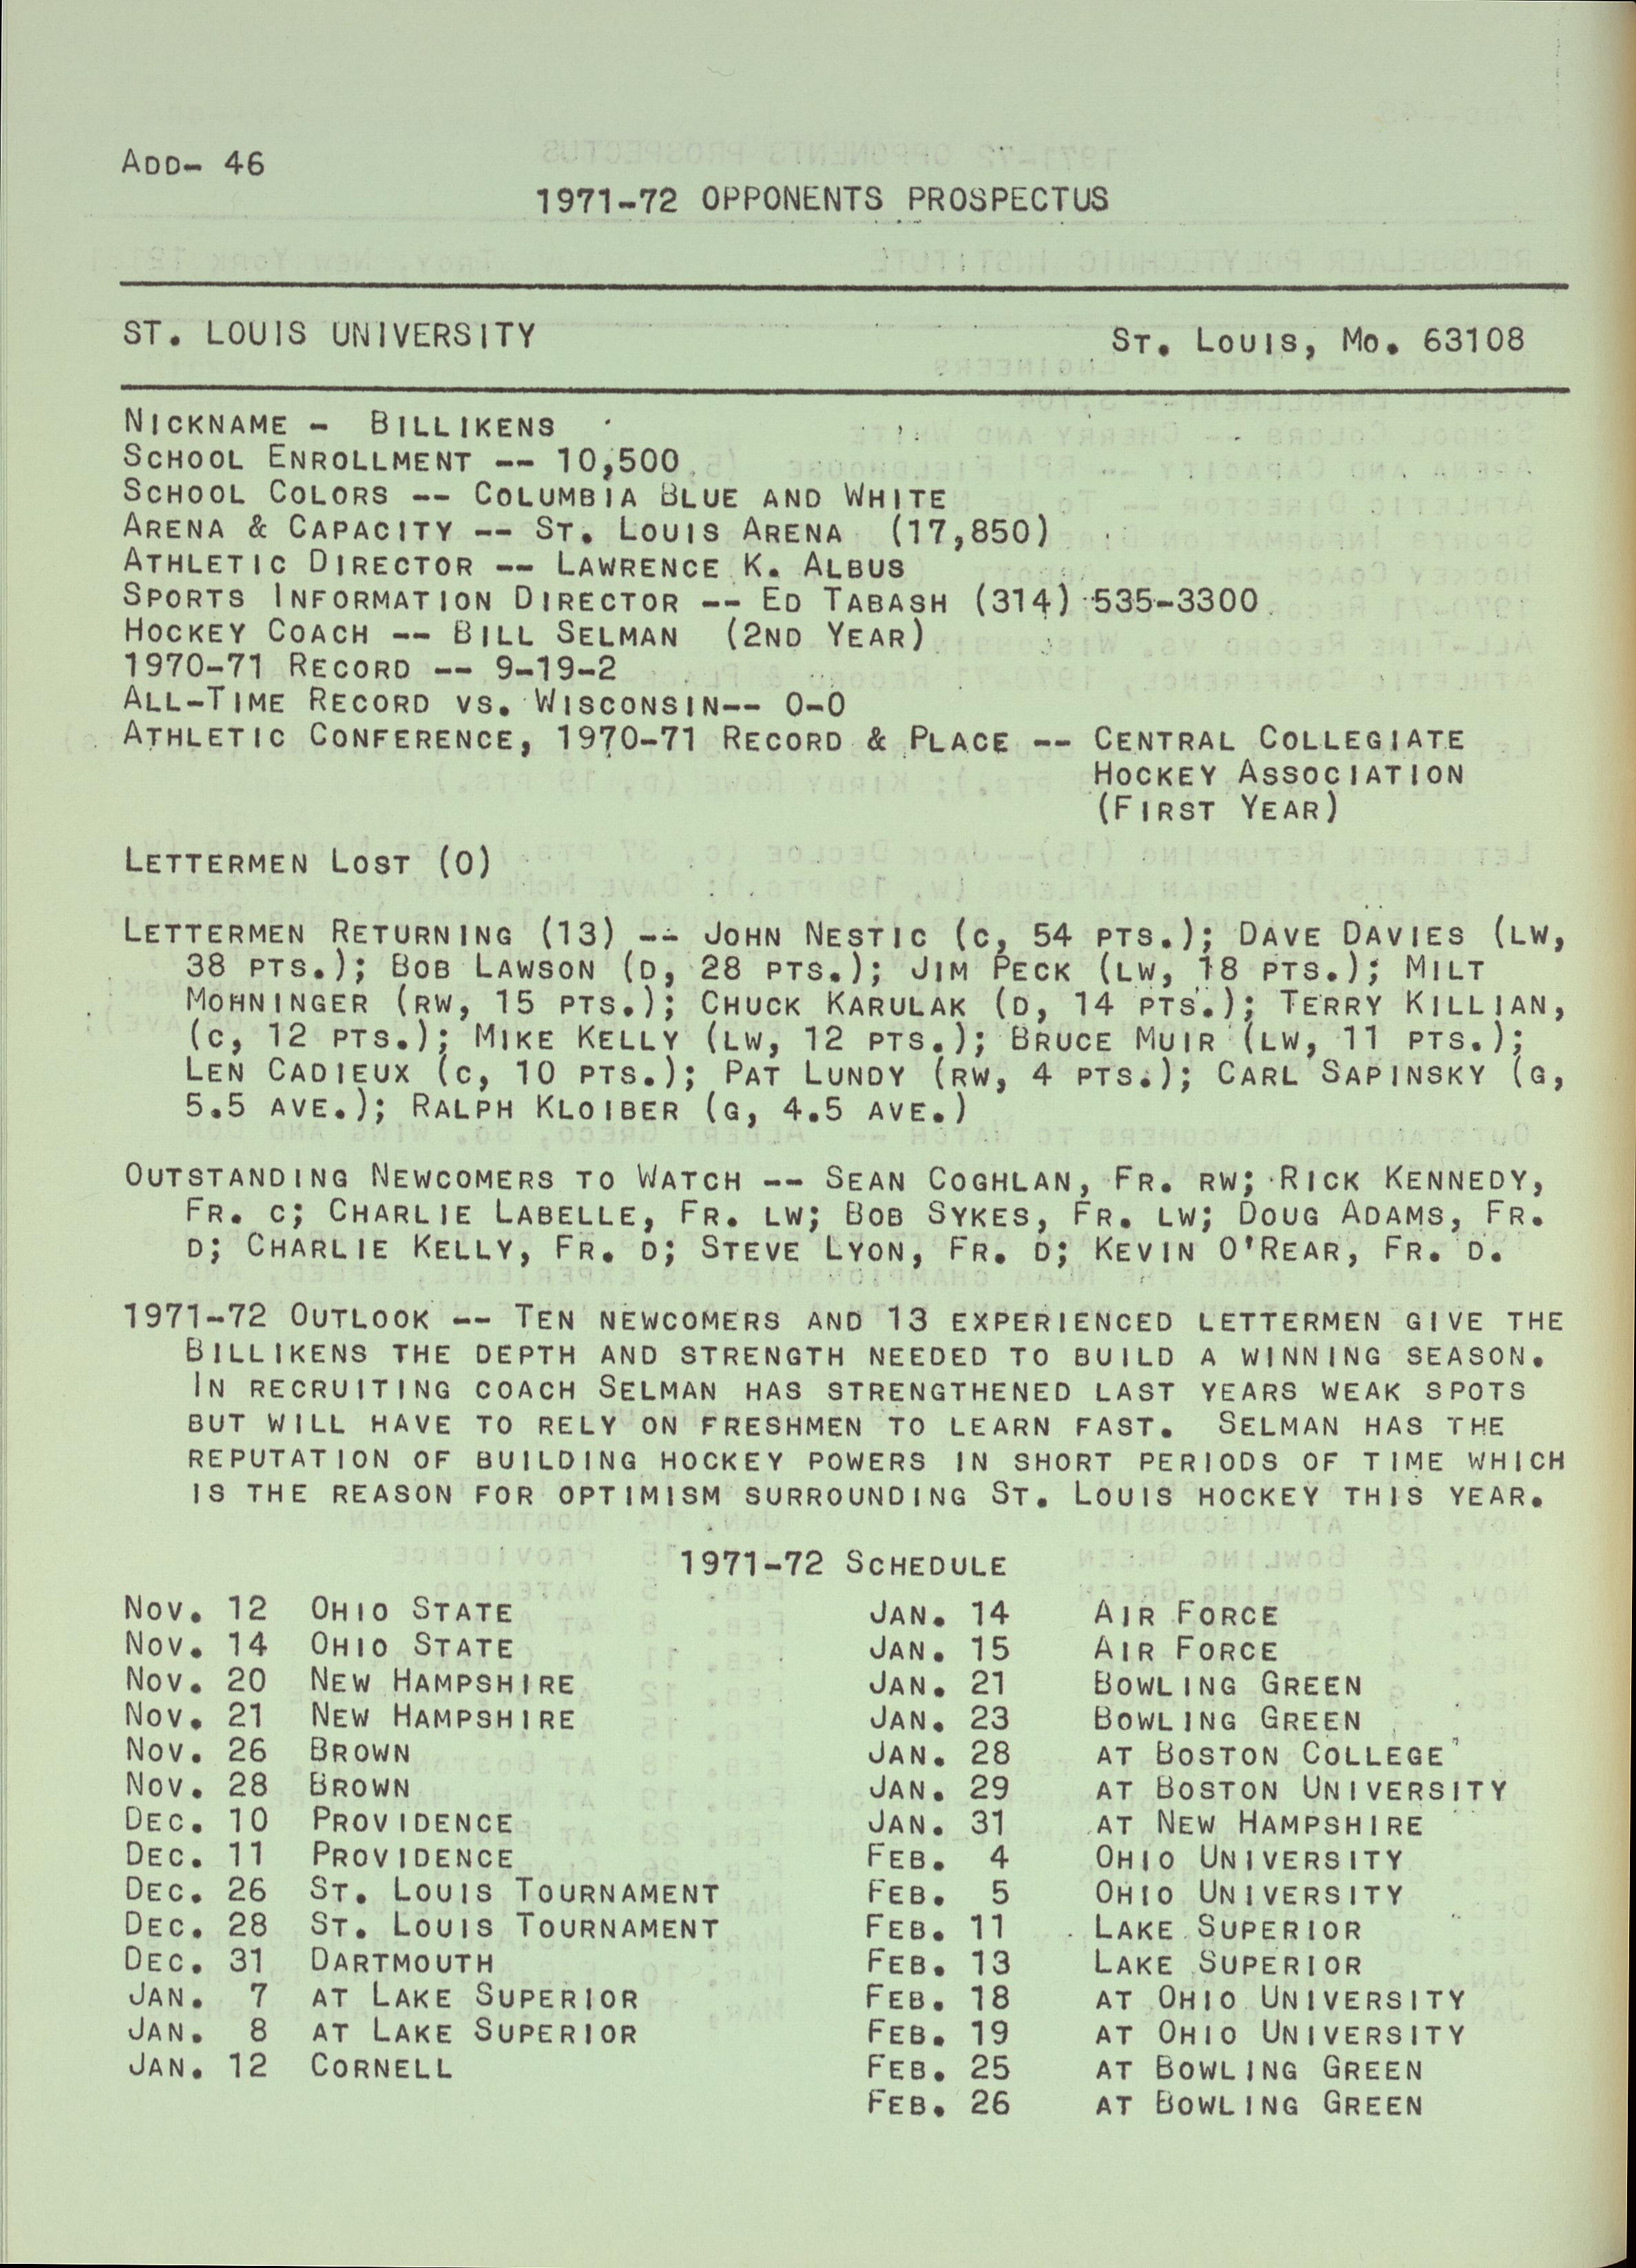 ADD- 46
1971-72 OPPONENTS PROSPECTUS
ST. LOUIS UNIVERSITY St. Louis, Mo. 63108
Nickname - Billikens
School Enrollment -- 10,500
School Colors -- Columbia Blue and White
Arena & Capacity -- St. Louis Arena (17,850)
Athletic Director -- Lawrence K. Albus
Sports Information Director -- Ed Tabash (314) 535-3300
Hockey Coach -- Bill Selman (2nd Year)
1970-71 Record -- 9-19-2
All-Time Record vs. Wisconsin-- 0-0
Athletic Conference, 1970-71 Record & Place -- Central Collegiate
Hockey Association
(First Year)
Lettermen Lost (0)
Lettermen Returning (13) -- John Nestic (c, 54 pts.); Dave Davies (lw,
38 pts.); Bob Lawson (d, 28 pts.); Jim Peck (lw, 18 pts.); Milt
Mohninger (rw, 15 pts.); Chuck Karulak (d, 14 pts.); Terry Killian,
(c, 12 pts.); Mike Kelly (lw, 12 pts.); Bruce Muir (lw, 11 pts.);
Len Cadieux (c, 10 pts.); Pat Lundy (rw, 4 pts.); Carl Sapinsky (g,
5.5 ave.); Ralph Kloiber (g, 4.5 ave.)
Outstanding Newcomers to Watch -- Sean Coghlan, Fr. rw; Rick Kennedy,
Fr. c; Charlie Labelle, Fr. lw; Bob Sykes, Fr. lw; Doug Adams, Fr.
d; Charlie Kelly, Fr. d; Steve Lyon, Fr. d; Kevin O'Rear, Fr. d.
1971-72 Outlook -- Ten newcomers and 13 experienced lettermen give the
Billikens the depth and strength needed to build a winning season.
In recruiting coach Selman has strengthened last years weak spots
but will have to rely on freshmen to learn fast. Selman has the
reputation of building hockey powers in short periods of time which
is the reason for optimism surrounding St. Louis hockey this year.
1971-72 Schedule
Nov. 12 Ohio State
Nov. 14 Ohio State
Nov. 20 New Hampshire
Nov. 21 New Hampshire
Nov. 26 Brown
Nov. 28 Brown
Dec. 10 Providence
Dec. 11 Providence
Dec. 26 St. Louis Tournament
Dec. 28 St. Louis Tournament
Dec. 31 Dartmouth
Jan. 7 at Lake Superior
Jan. 8 at Lake Superior
Jan. 12 Cornell
Jan. 14 Air Force
Jan. 15 Air Force
Jan. 21 Bowling Green
Jan. 23 Bowling Green
Jan. 28 at Boston College
Jan. 29 at Boston University
Jan. 31 at New Hampshire
Feb. 4 Ohio University
Feb. 5 Ohio University
Feb. 11 Lake Superior
Feb. 13 Lake Superior
Feb. 18 at Ohio University
Feb. 19 at Ohio University
Feb. 25 at Bowling Green
Feb. 26 at Bowling Green